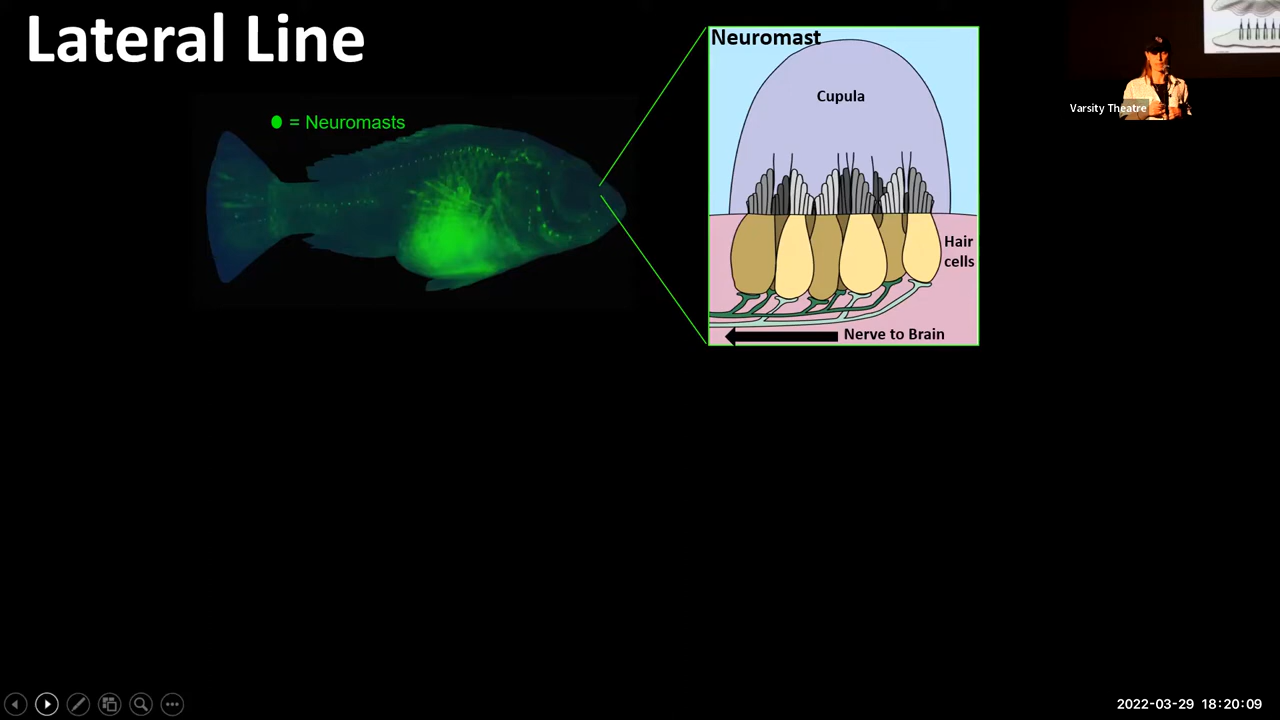 Lateral Line
= Neuromasts
Neuromast
Cupula
Hair
cells
Nerve to Brain
Varsity Theatre
2022-03-29 18:20:09